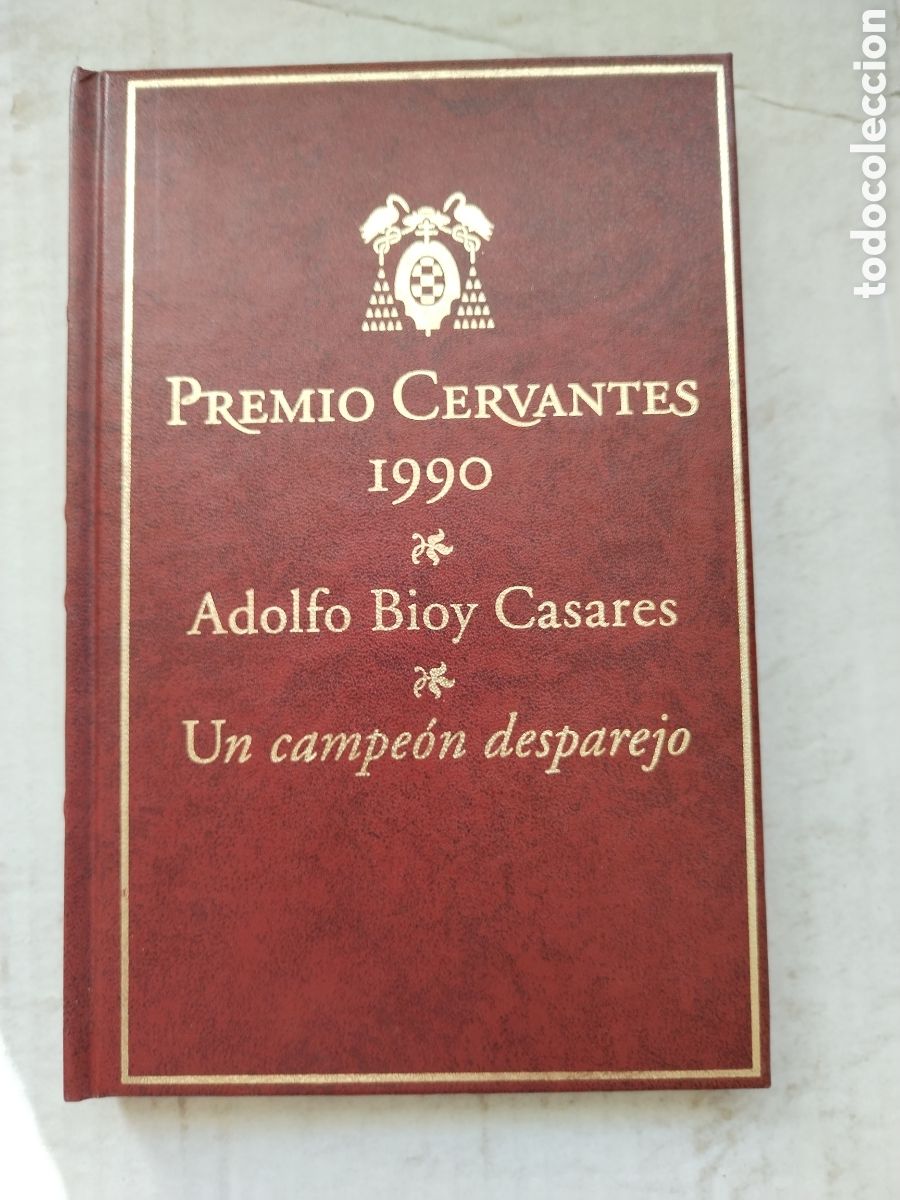 PREMIO CERVANTES
1990
Adolfo Bioy Casares
Un campeón desparejo
todocoleccion